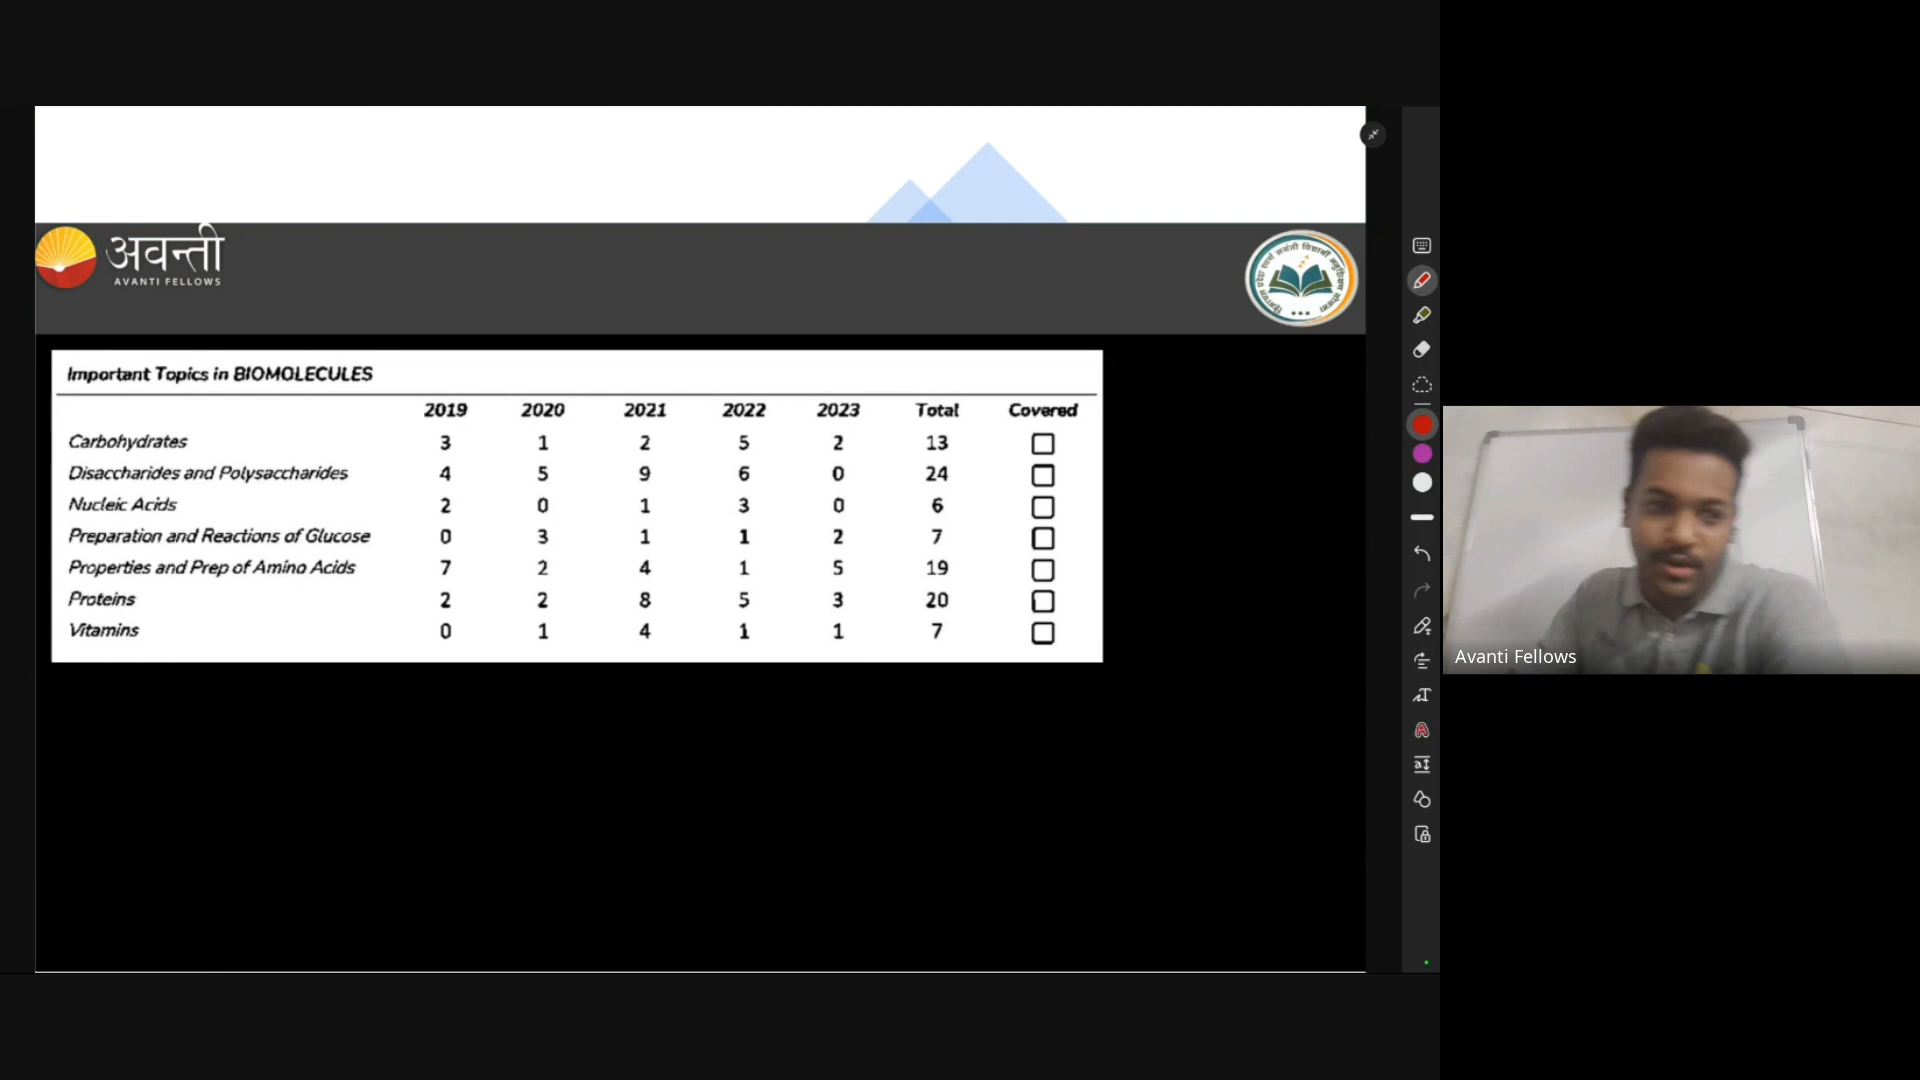 अवन्ती
AVANTI FELLOWS
Important Topics in BIOMOLECULES
2019 2020 2021 2022 2023 Total Covered
Carbohydrates 3 1 2 5 2 13
Disaccharides and Polysaccharides 4 5 9 6 0 24
Nucleic Acids 2 0 1 3 0 6
Preparation and Reactions of Glucose 0 3 1 1 2 7
Properties and Prep of Amino Acids 7 2 4 1 5 19
Proteins 2 2 8 5 3 20
Vitamins 0 1 4 1 1 7
Avanti Fellows